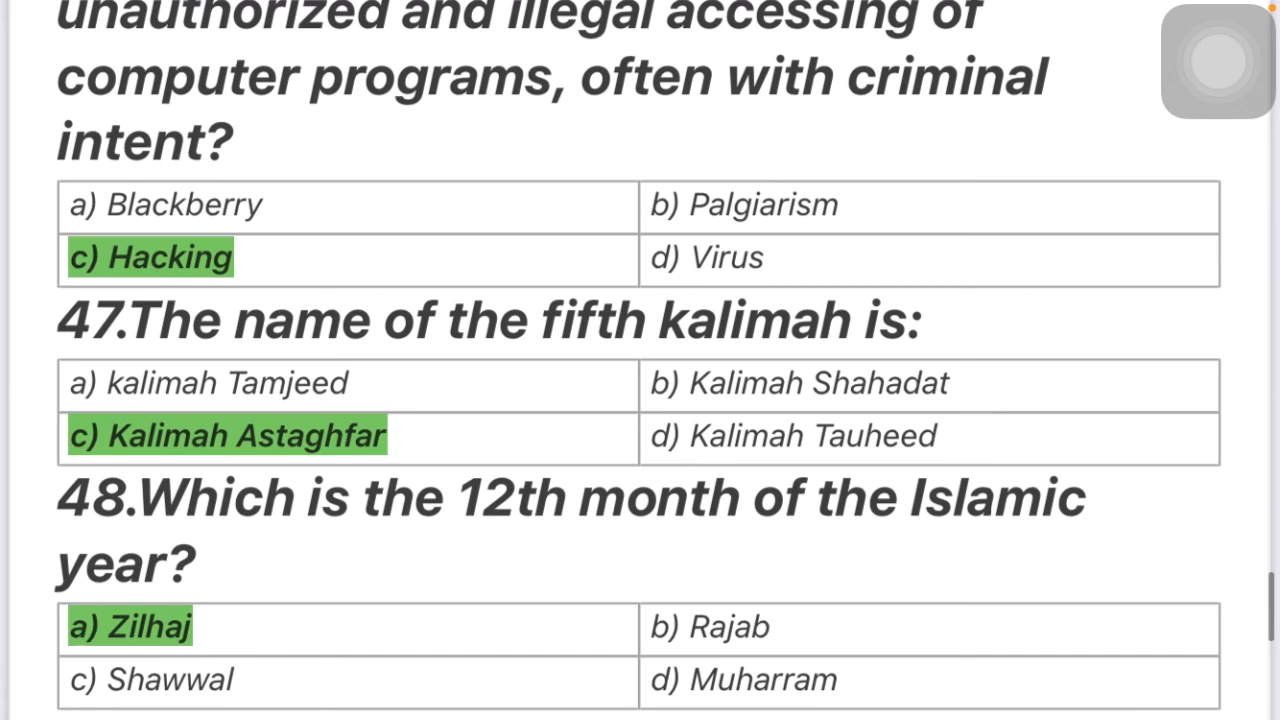 unauthorized and illegal accessing of
computer programs, often with criminal
intent?
a) Blackberry
b) Palgiarism
c) Hacking
d) Virus
47.The name of the fifth kalimah is:
a) kalimah Tamjeed
b) Kalimah Shahadat
c) Kalimah Astaghfar
d) Kalimah Tauheed
48.Which is the 12th month of the Islamic
year?
a) Zilhaj
b) Rajab
c) Shawwal
d) Muharram